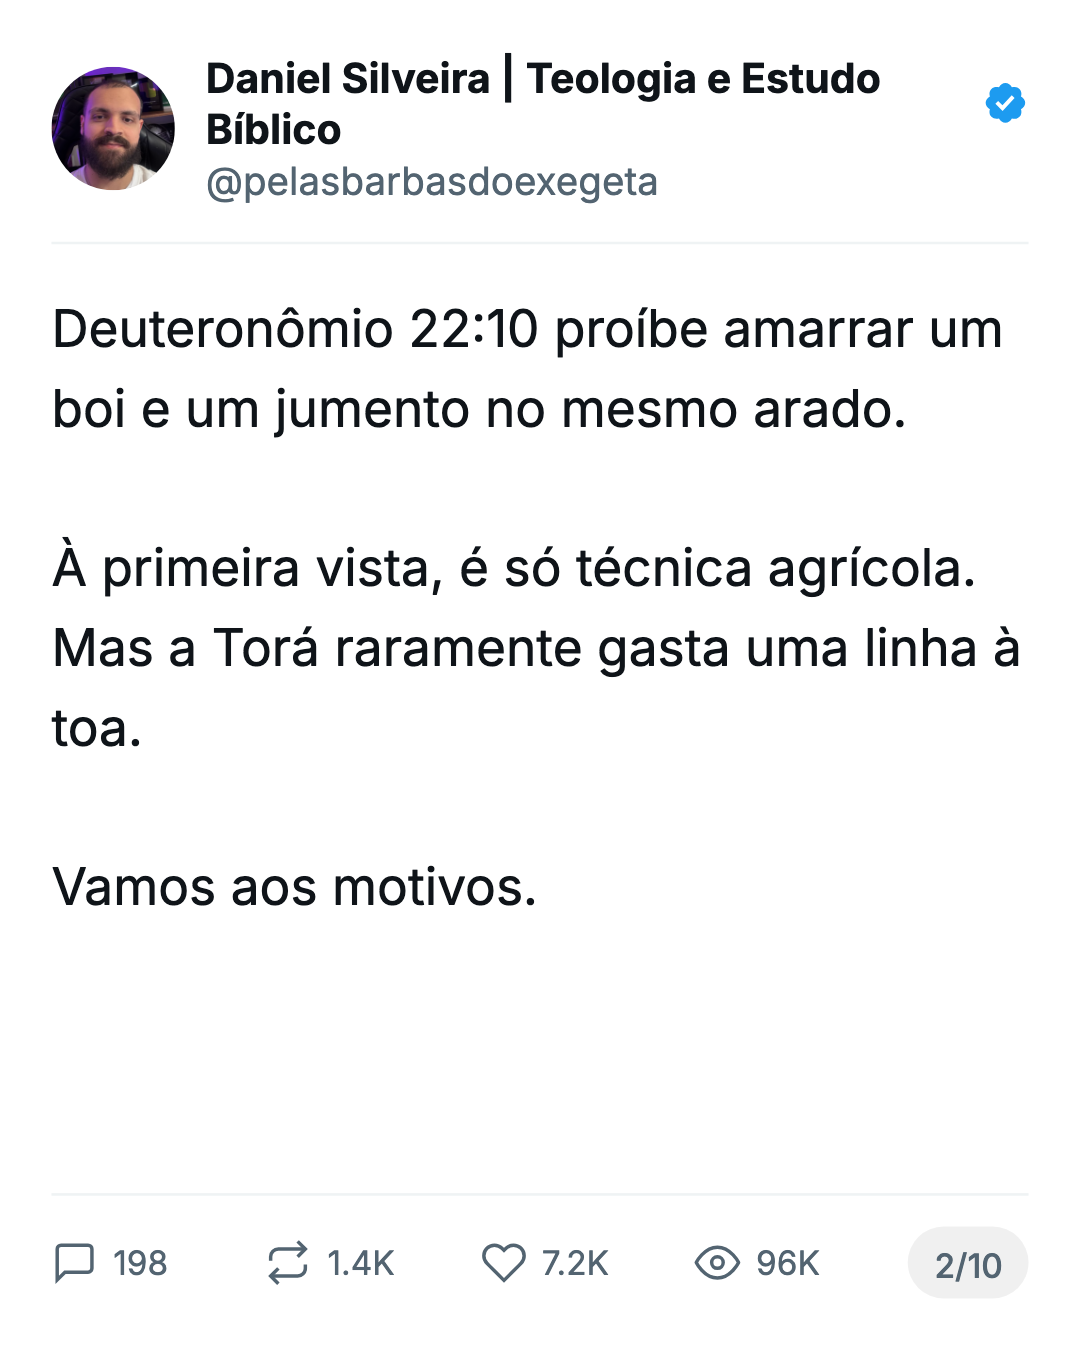 Daniel Silveira | Teologia e Estudo
Bíblico
@pelasbarbasdoexegeta
Deuteronômio 22:10 proíbe amarrar um
boi e um jumento no mesmo arado.
À primeira vista, é só técnica agrícola.
Mas a Torá raramente gasta uma linha à
toa.
Vamos aos motivos.
198 1.4K 7.2K 96K 2/10